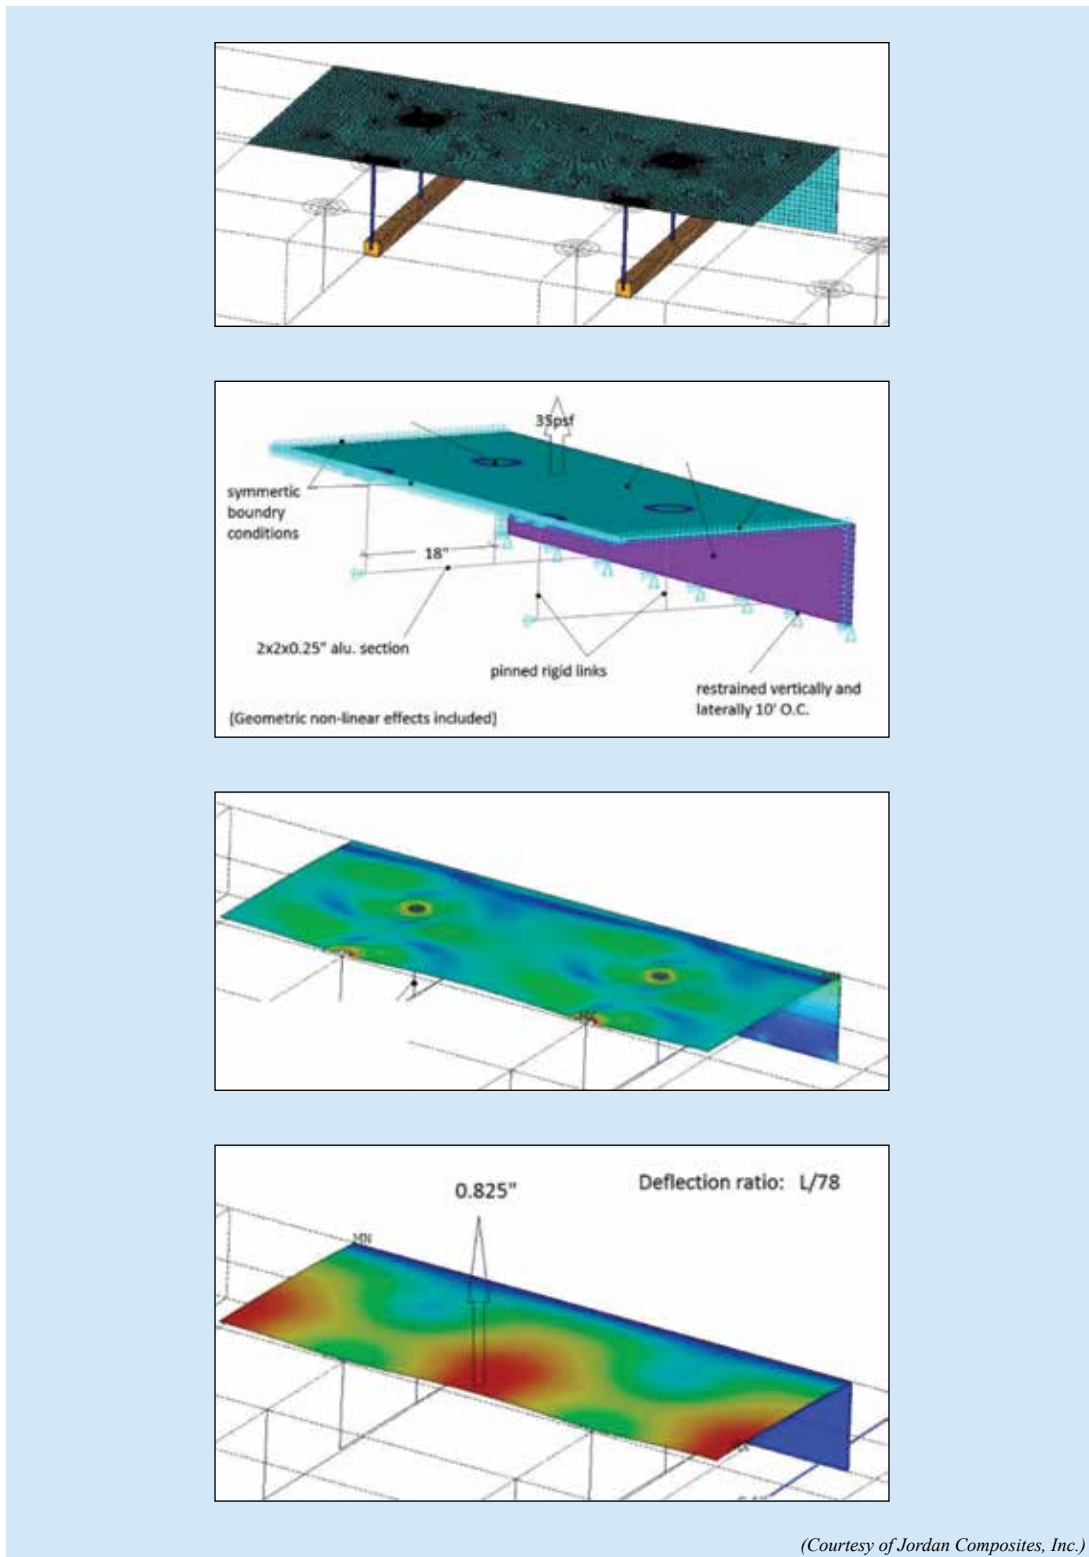 35psf
symmertic
boundry
conditions
18"
2x2x0.25" alu. section
pinned rigid links
restrained vertically and
laterally 10' O.C.
(Geometric non-linear effects included)
0.825"
Deflection ratio: L/78
MN
(Courtesy of Jordan Composites, Inc.)